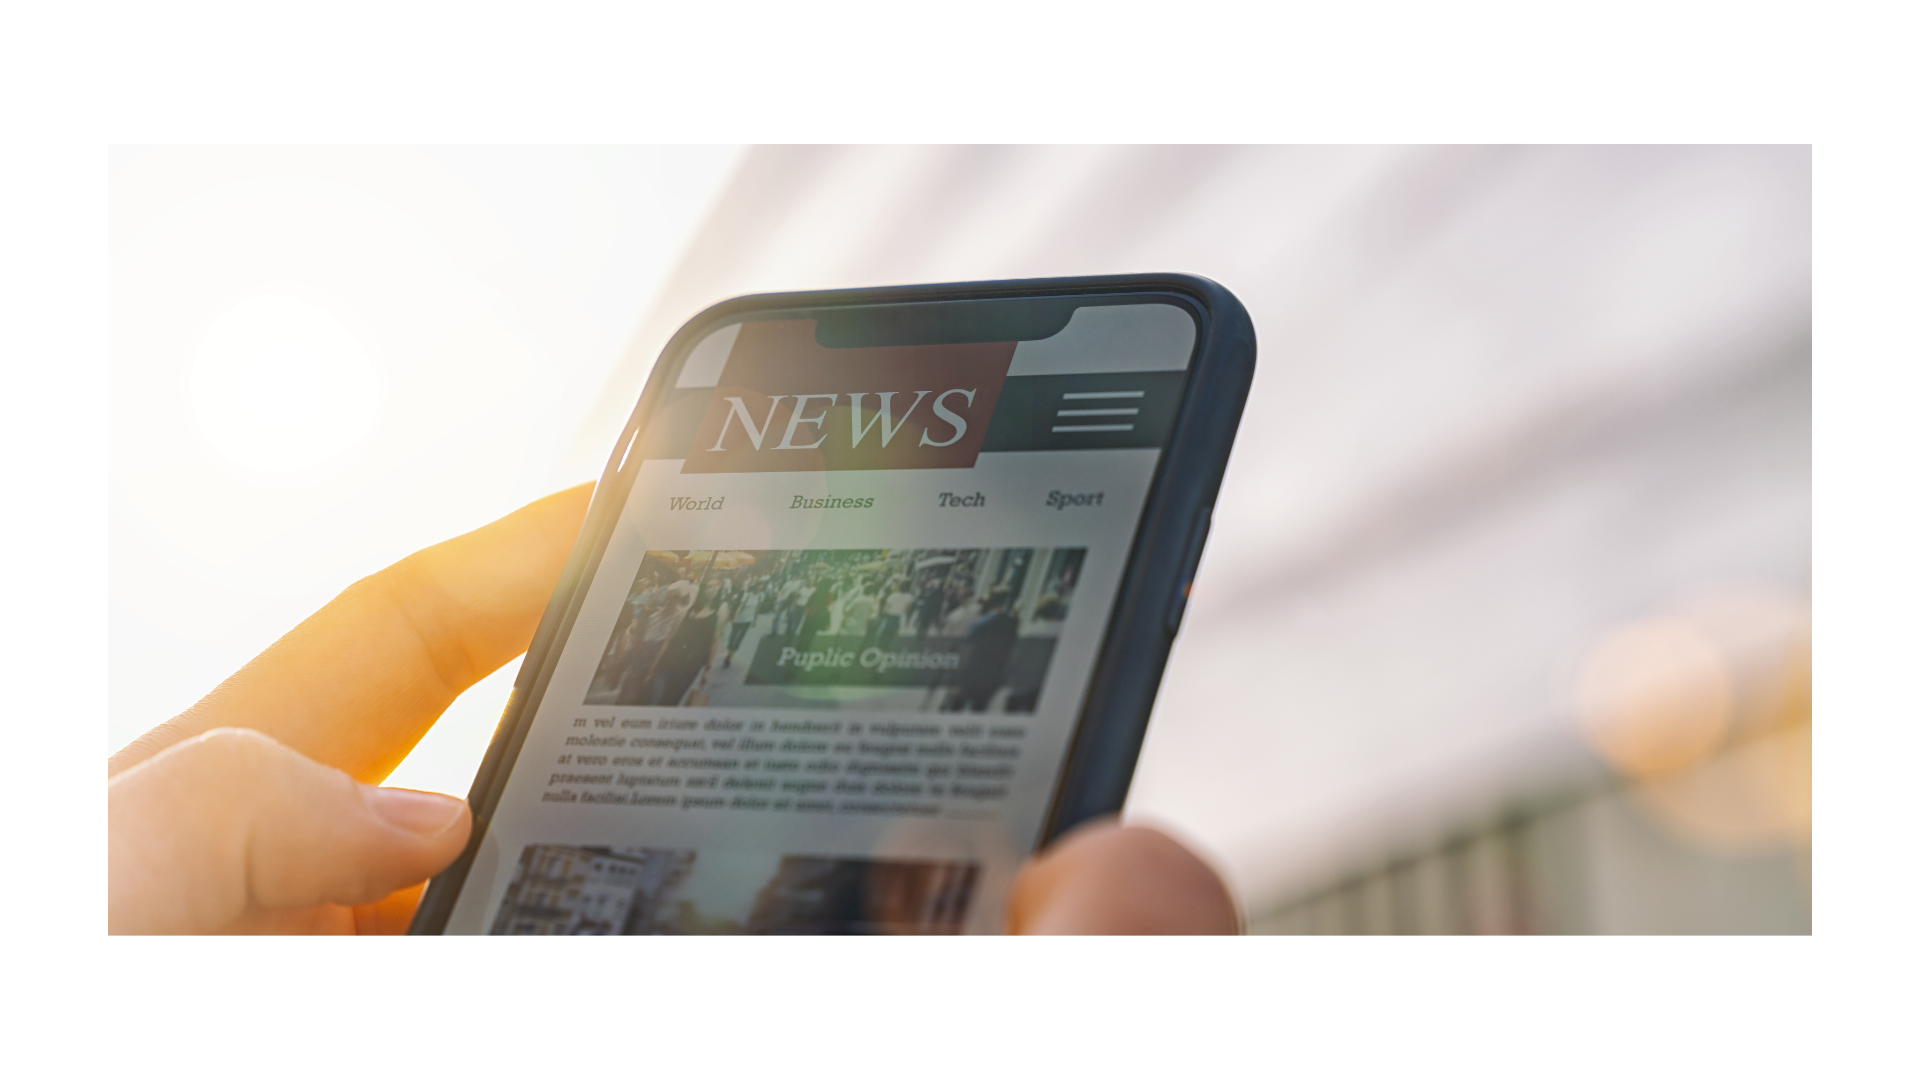 NEWS
World Business Tech Sport
Puplic Opinion
m vel eum iriure dolor in hendrerit in vulputate velit esse
molestie consequat, vel illum dolore eu feugiat nulla facilisis
at vero eros et accumsan et iusto odio dignissim qui blandit
praesent luptatum zzril delenit augue duis dolore te feugait
nulla facilisi.Lorem ipsum dolor sit amet, consectetuer